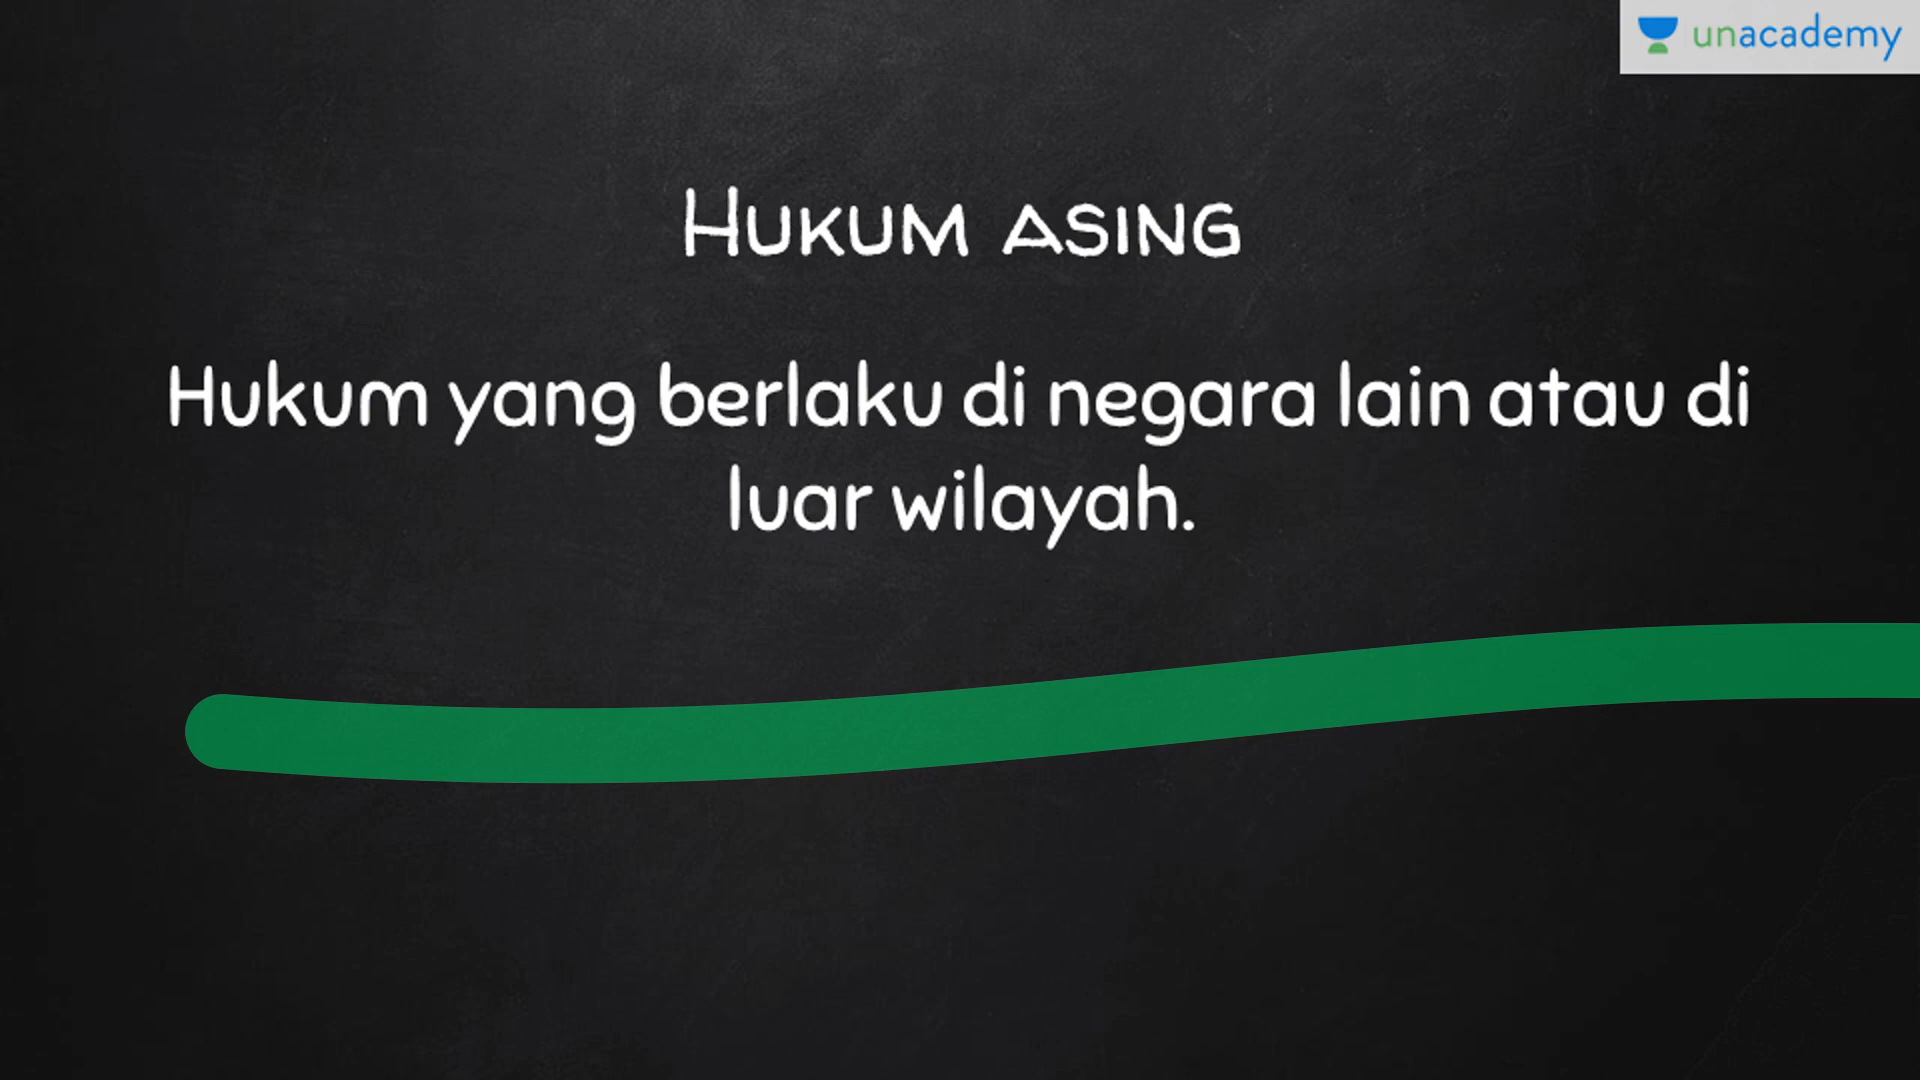 unacademy
Hukum asing
Hukum yang berlaku di negara lain atau di
luar wilayah.